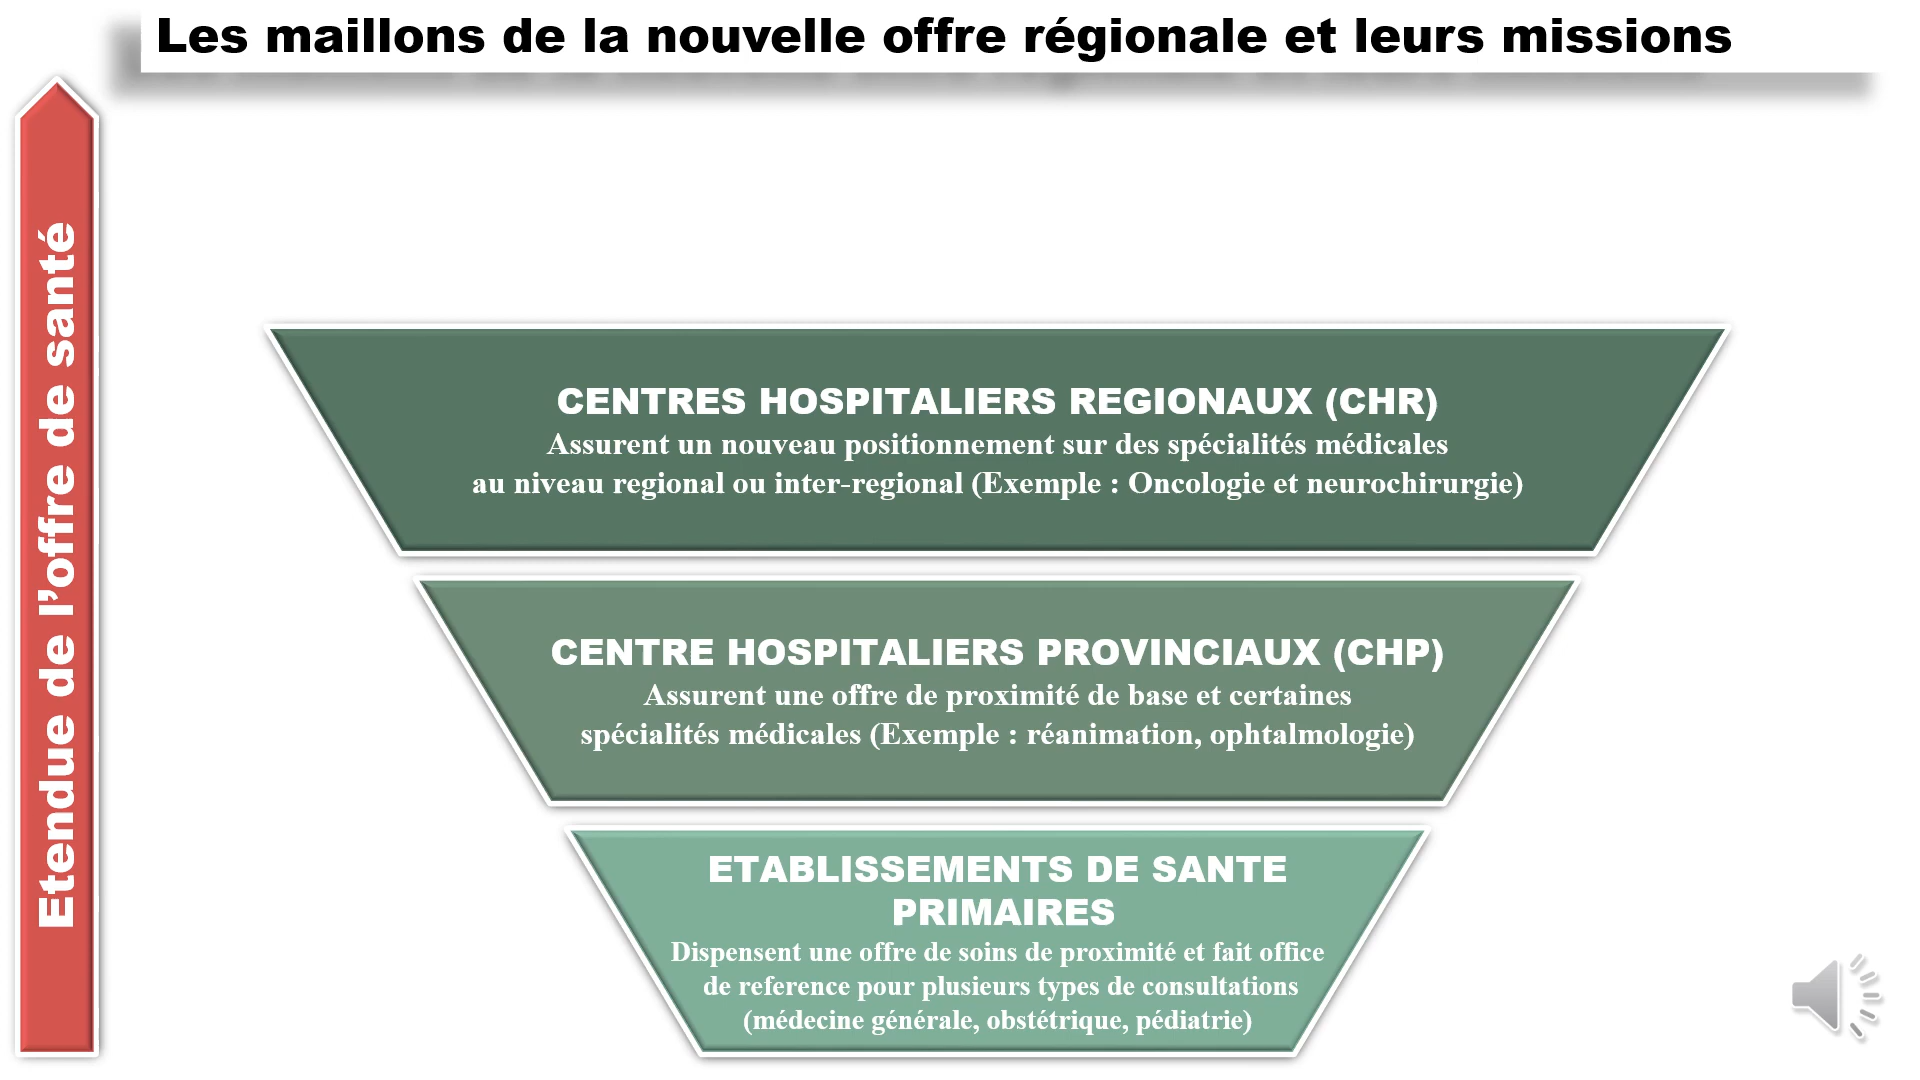 Les maillons de la nouvelle offre régionale et leurs missions
Etendue de l'offre de santé
CENTRES HOSPITALIERS REGIONAUX (CHR)
Assurent un nouveau positionnement sur des spécialités médicales
au niveau regional ou inter-regional (Exemple : Oncologie et neurochirurgie)
CENTRE HOSPITALIERS PROVINCIAUX (CHP)
Assurent une offre de proximité de base et certaines
spécialités médicales (Exemple : réanimation, ophtalmologie)
ETABLISSEMENTS DE SANTE
PRIMAIRES
Dispensent une offre de soins de proximité et fait office
de reference pour plusieurs types de consultations
(médecine générale, obstétrique, pédiatrie)